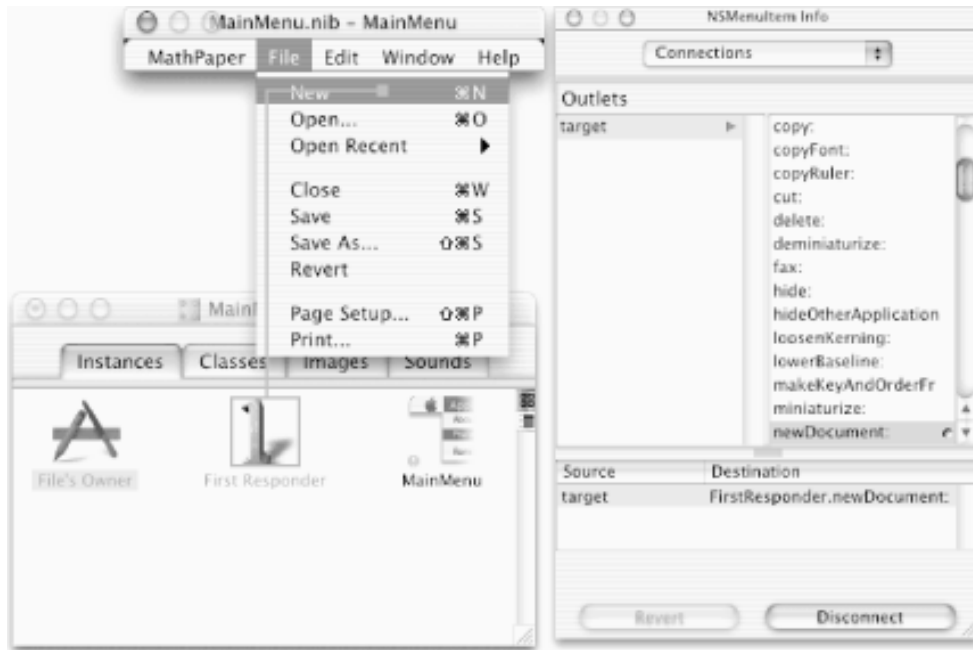 MainMenu.nib – MainMenu
MathPaper File Edit Window Help
New ⌘N
Open... ⌘O
Open Recent
Close ⌘W
Save ⌘S
Save As... ⇧⌘S
Revert
Page Setup... ⇧⌘P
Print... ⌘P
Main
Instances Classes Images Sounds
File's Owner
First Responder
MainMenu
NSMenuItem Info
Connections
Outlets
target
copy:
copyFont:
copyRuler:
cut:
delete:
deminiaturize:
fax:
hide:
hideOtherApplication
loosenKerning:
lowerBaseline:
makeKeyAndOrderFr
miniaturize:
newDocument:
Source Destination
target FirstResponder.newDocument:
Revert Disconnect